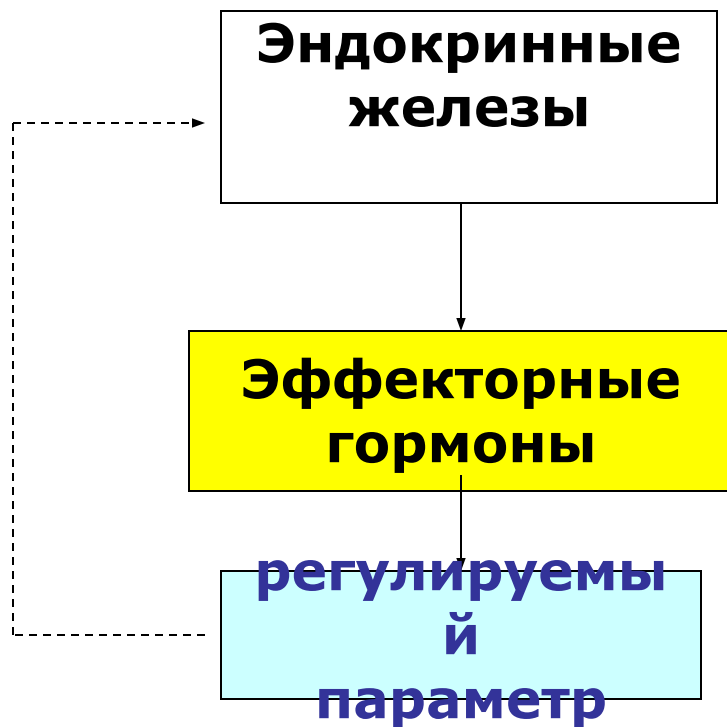 Эндокринные
железы
Эффекторные
гормоны
регулируемы
й
параметр